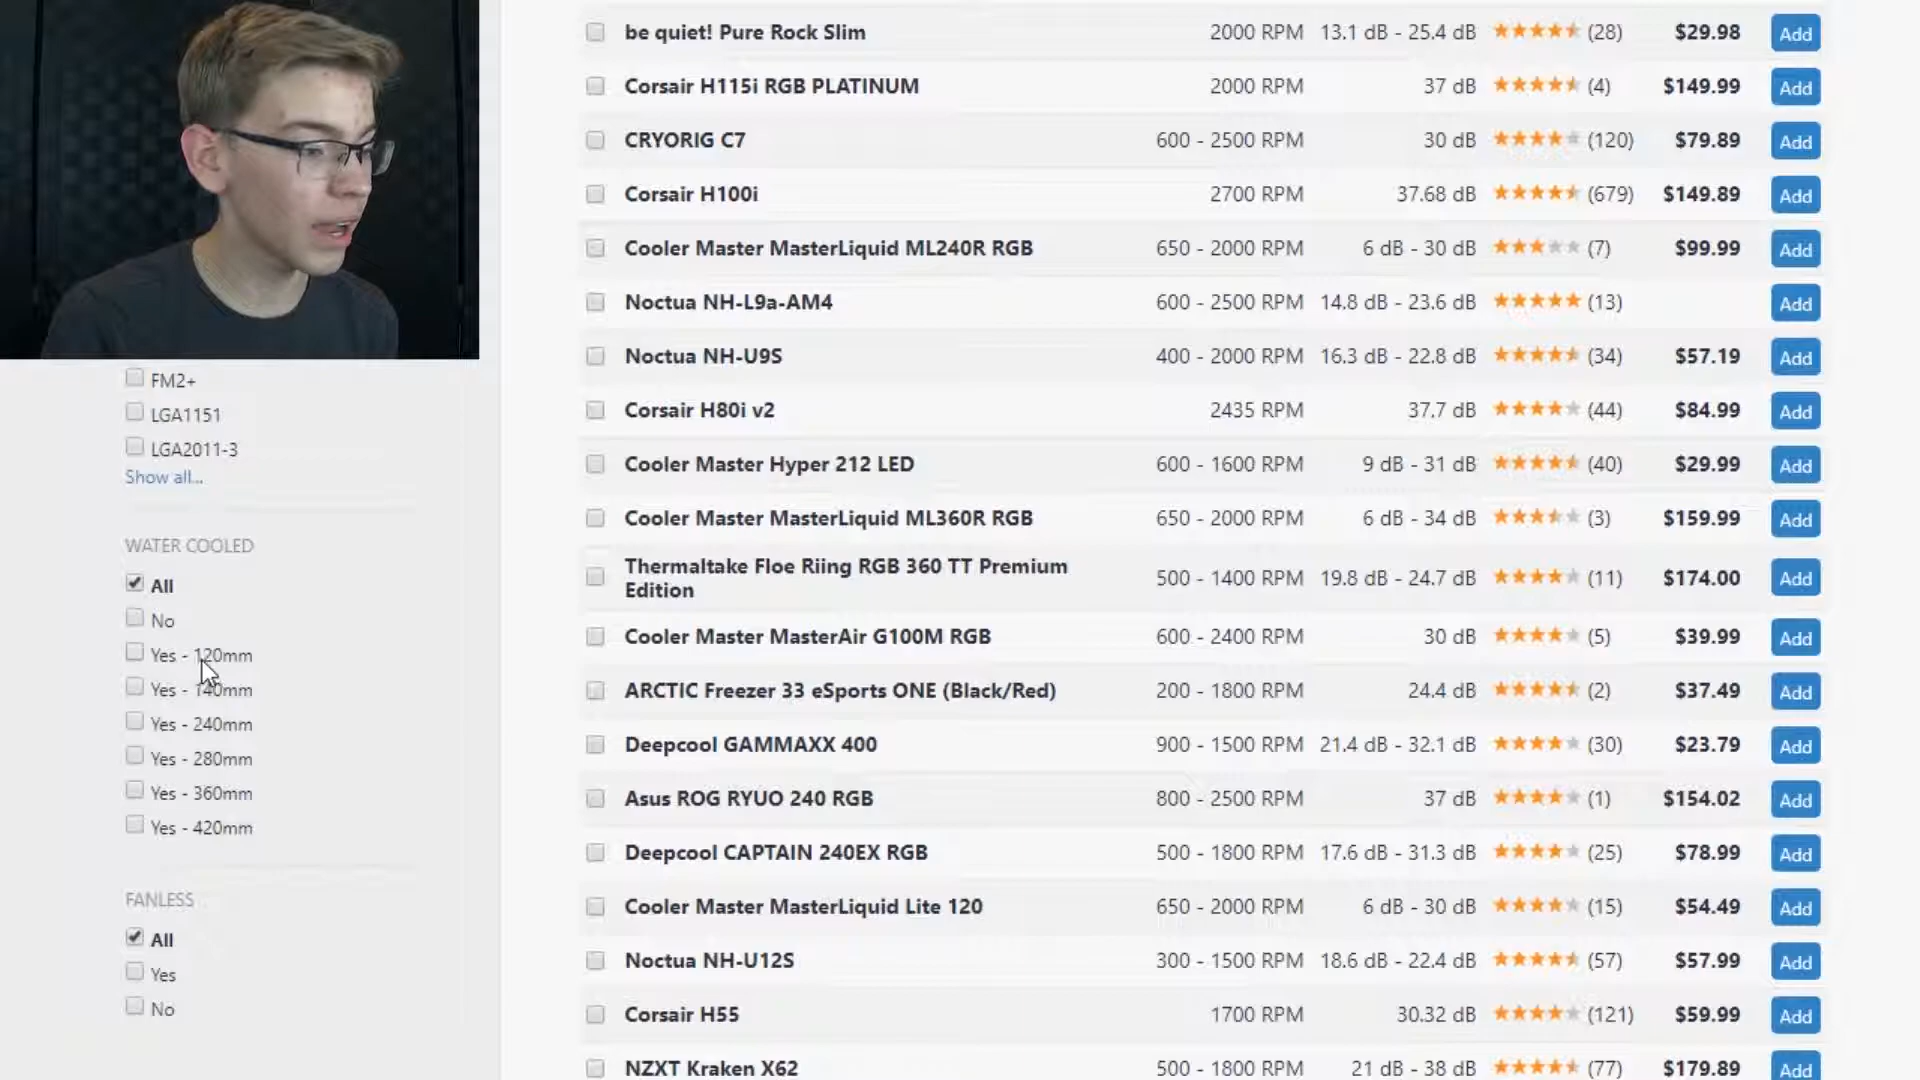 be quiet! Pure Rock Slim 2000 RPM 13.1 dB - 25.4 dB (28) $29.98 Add
Corsair H115i RGB PLATINUM 2000 RPM 37 dB (4) $149.99 Add
CRYORIG C7 600 - 2500 RPM 30 dB (120) $79.89 Add
Corsair H100i 2700 RPM 37.68 dB (679) $149.89 Add
Cooler Master MasterLiquid ML240R RGB 650 - 2000 RPM 6 dB - 30 dB (7) $99.99 Add
Noctua NH-L9a-AM4 600 - 2500 RPM 14.8 dB - 23.6 dB (13) Add
Noctua NH-U9S 400 - 2000 RPM 16.3 dB - 22.8 dB (34) $57.19 Add
Corsair H80i v2 2435 RPM 37.7 dB (44) $84.99 Add
Cooler Master Hyper 212 LED 600 - 1600 RPM 9 dB - 31 dB (40) $29.99 Add
Cooler Master MasterLiquid ML360R RGB 650 - 2000 RPM 6 dB - 34 dB (3) $159.99 Add
Thermaltake Floe Riing RGB 360 TT Premium
Edition 500 - 1400 RPM 19.8 dB - 24.7 dB (11) $174.00 Add
Cooler Master MasterAir G100M RGB 600 - 2400 RPM 30 dB (5) $39.99 Add
ARCTIC Freezer 33 eSports ONE (Black/Red) 200 - 1800 RPM 24.4 dB (2) $37.49 Add
Deepcool GAMMAXX 400 900 - 1500 RPM 21.4 dB - 32.1 dB (30) $23.79 Add
Asus ROG RYUO 240 RGB 800 - 2500 RPM 37 dB (1) $154.02 Add
Deepcool CAPTAIN 240EX RGB 500 - 1800 RPM 17.6 dB - 31.3 dB (25) $78.99 Add
Cooler Master MasterLiquid Lite 120 650 - 2000 RPM 6 dB - 30 dB (15) $54.49 Add
Noctua NH-U12S 300 - 1500 RPM 18.6 dB - 22.4 dB (57) $57.99 Add
Corsair H55 1700 RPM 30.32 dB (121) $59.99 Add
NZXT Kraken X62 500 - 1800 RPM 21 dB - 38 dB (77) $179.89 Add
FM2+
LGA1151
LGA2011-3
Show all...
WATER COOLED
All
No
Yes - 120mm
Yes - 140mm
Yes - 240mm
Yes - 280mm
Yes - 360mm
Yes - 420mm
FANLESS
All
Yes
No